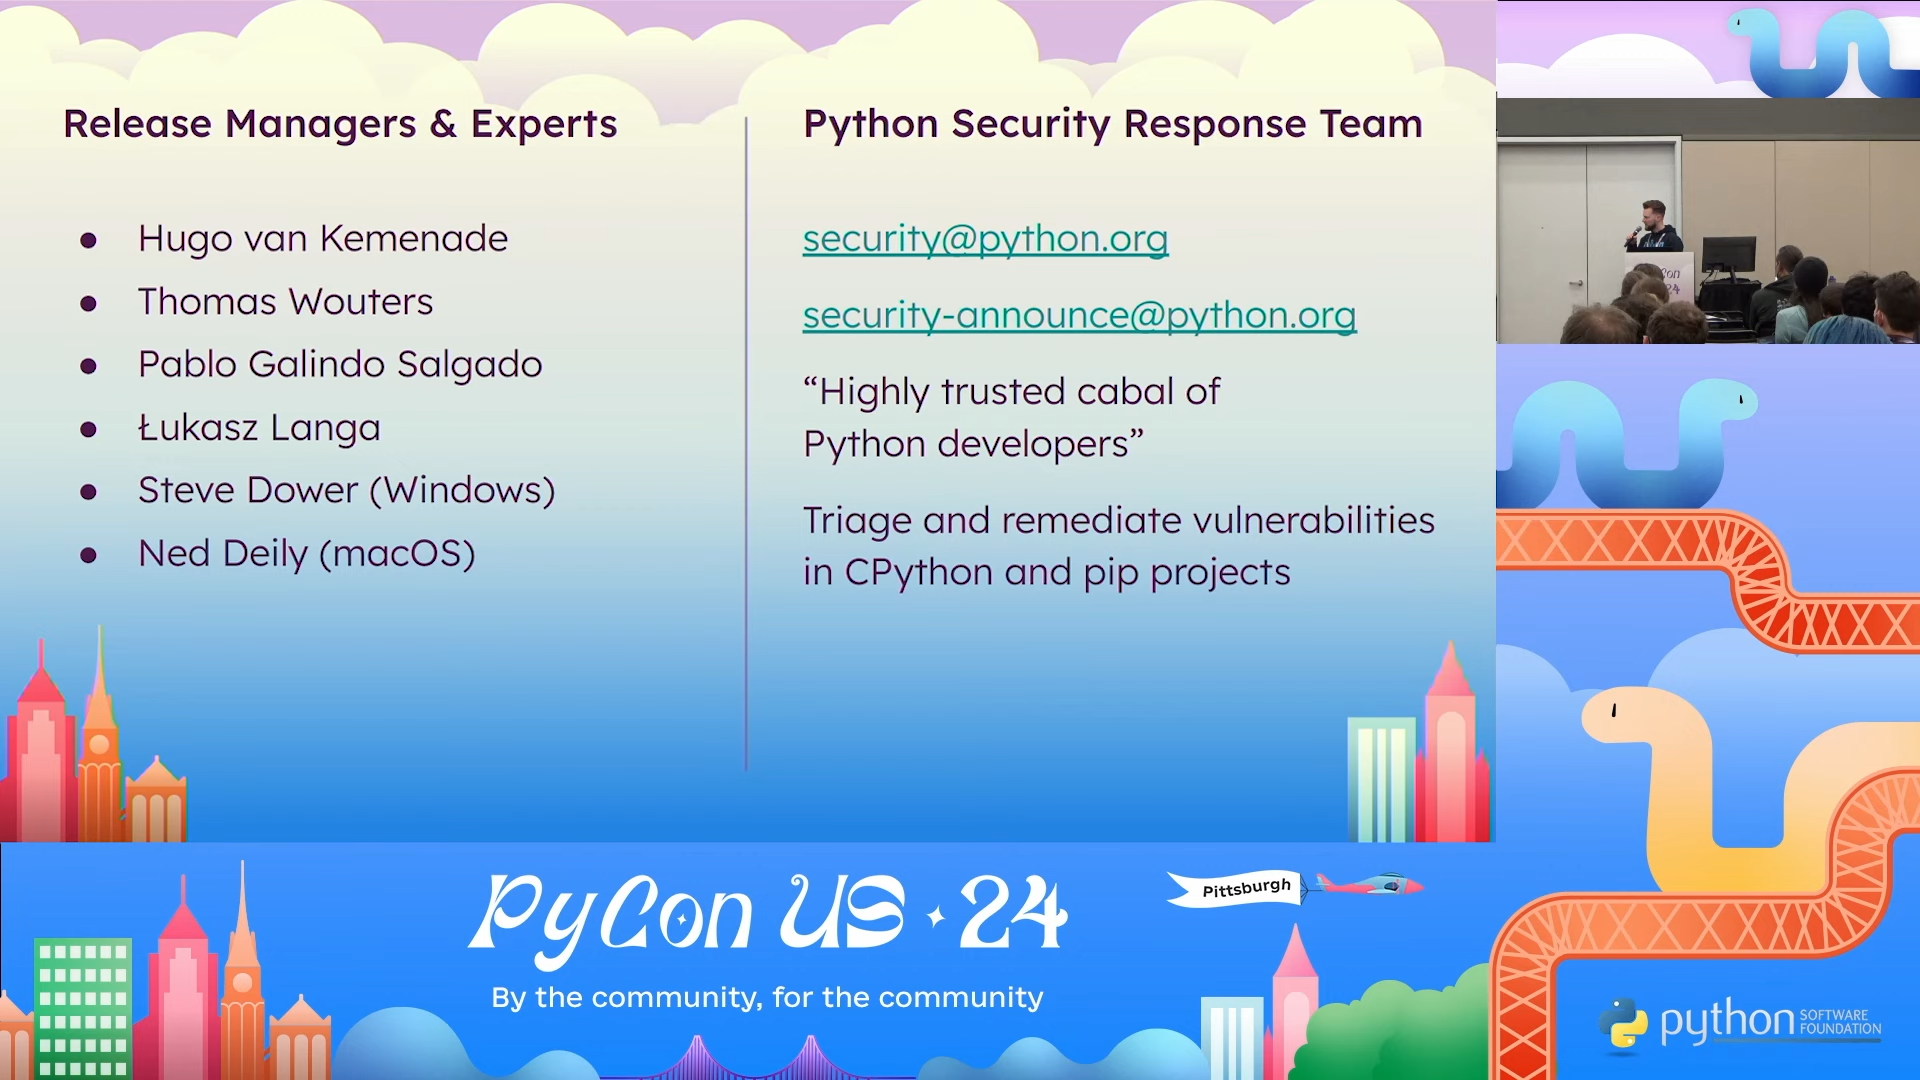 Release Managers & Experts
● Hugo van Kemenade
● Thomas Wouters
● Pablo Galindo Salgado
● Łukasz Langa
● Steve Dower (Windows)
● Ned Deily (macOS)
Python Security Response Team
security@python.org
security-announce@python.org
“Highly trusted cabal of
Python developers”
Triage and remediate vulnerabilities
in CPython and pip projects
PyCon US 24
By the community, for the community
Pittsburgh
python SOFTWARE
FOUNDATION